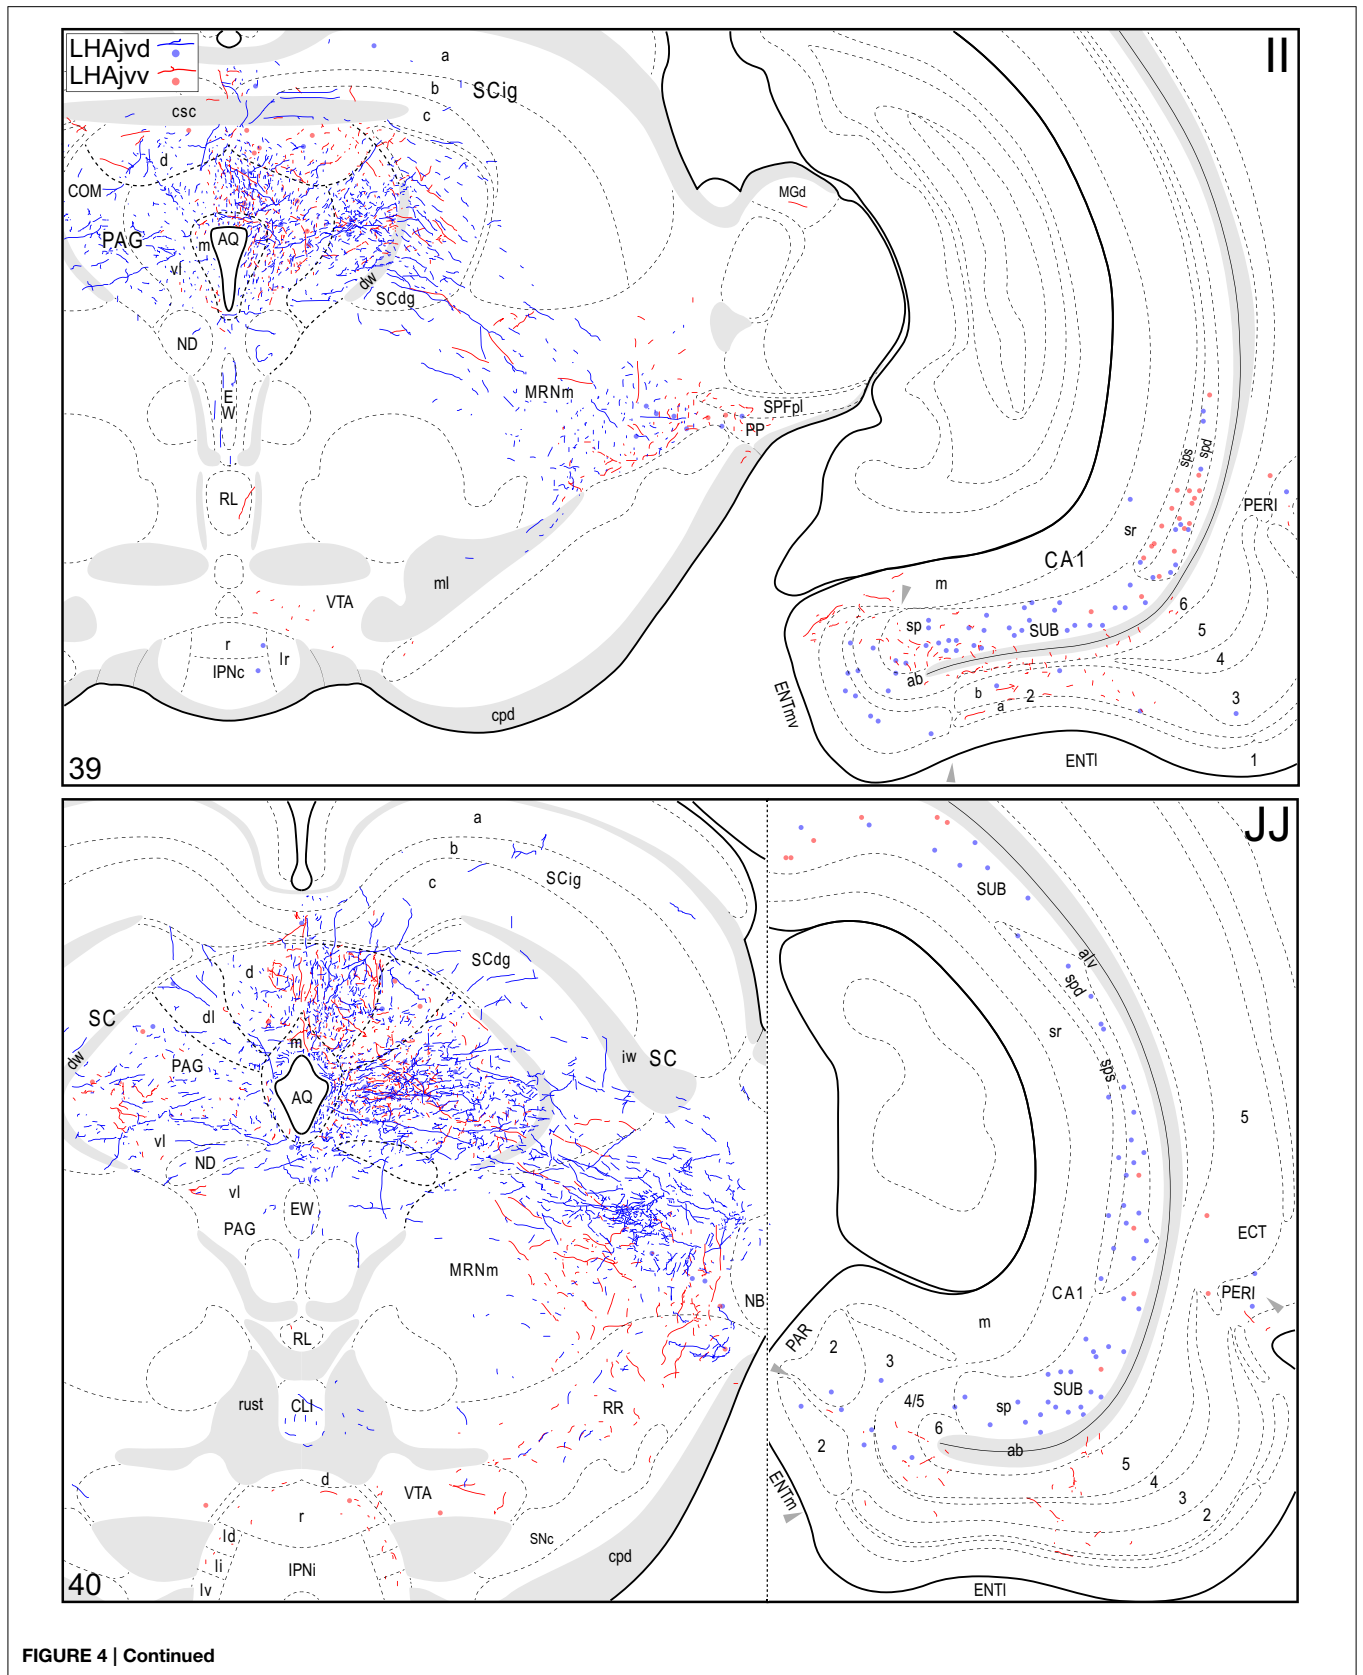 LHAjvd
LHAjvv
II
a
b
SCig
c
csc
d
COM
MGd
PAG
m
AQ
vl
dw
SCdg
ND
MRNm
E
W
SPFpl
PP
sps
spd
PERI
RL
sr
CA1
ml
m
VTA
6
sp
SUB
5
r
lr
4
IPNc
ab
ENTmv
b
2
3
a
cpd
ENTl
1
39
JJ
a
b
c
SCig
SUB
SCdg
alv
d
spd
SC
dl
sr
m
iw
SC
dw
PAG
sps
AQ
5
vl
ND
vl
EW
PAG
ECT
MRNm
CA1
PERI
NB
m
RL
PAR
2
3
SUB
rust
CLI
4/5
sp
RR
6
2
ab
5
d
4
VTA
ENTm
3
r
2
ld
SNc
li
IPNi
cpd
lv
40
ENTl
FIGURE 4 | Continued